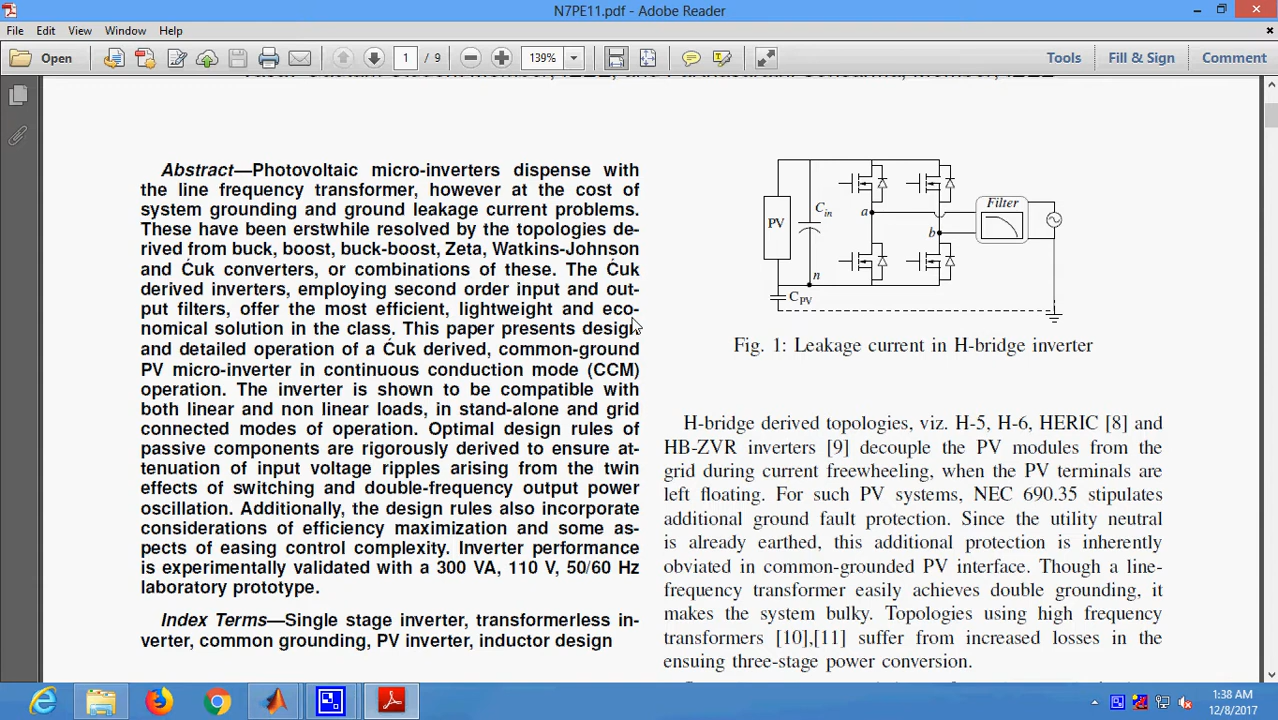 N7PE11.pdf - Adobe Reader
File Edit View Window Help
Open 1 / 9 139% Tools Fill & Sign Comment
Abstract—Photovoltaic micro-inverters dispense with
the line frequency transformer, however at the cost of
system grounding and ground leakage current problems.
These have been erstwhile resolved by the topologies de-
rived from buck, boost, buck-boost, Zeta, Watkins-Johnson
and Ćuk converters, or combinations of these. The Ćuk
derived inverters, employing second order input and out-
put filters, offer the most efficient, lightweight and eco-
nomical solution in the class. This paper presents design
and detailed operation of a Ćuk derived, common-ground
PV micro-inverter in continuous conduction mode (CCM)
operation. The inverter is shown to be compatible with
both linear and non linear loads, in stand-alone and grid
connected modes of operation. Optimal design rules of
passive components are rigorously derived to ensure at-
tenuation of input voltage ripples arising from the twin
effects of switching and double-frequency output power
oscillation. Additionally, the design rules also incorporate
considerations of efficiency maximization and some as-
pects of easing control complexity. Inverter performance
is experimentally validated with a 300 VA, 110 V, 50/60 Hz
laboratory prototype.
Index Terms—Single stage inverter, transformerless in-
verter, common grounding, PV inverter, inductor design
PV
Cin
a
b
n
CPV
Filter
Fig. 1: Leakage current in H-bridge inverter
H-bridge derived topologies, viz. H-5, H-6, HERIC [8] and
HB-ZVR inverters [9] decouple the PV modules from the
grid during current freewheeling, when the PV terminals are
left floating. For such PV systems, NEC 690.35 stipulates
additional ground fault protection. Since the utility neutral
is already earthed, this additional protection is inherently
obviated in common-grounded PV interface. Though a line-
frequency transformer easily achieves double grounding, it
makes the system bulky. Topologies using high frequency
transformers [10],[11] suffer from increased losses in the
ensuing three-stage power conversion.
1:38 AM
12/8/2017